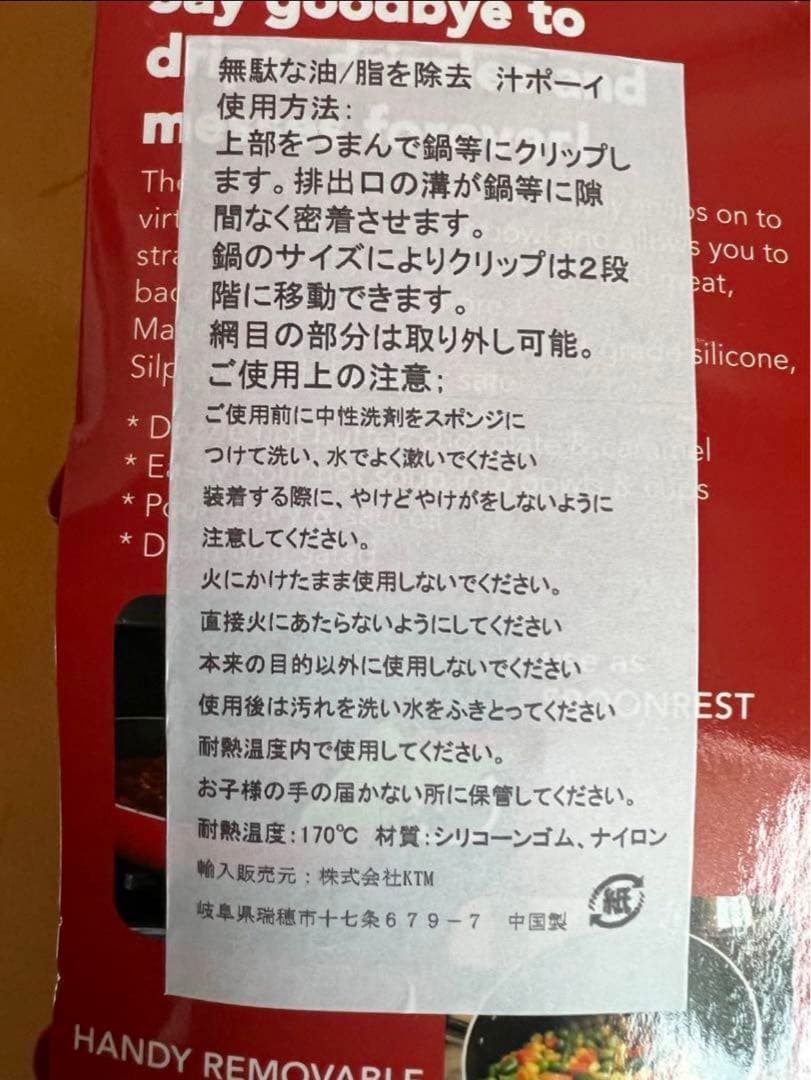 say goodbye to
無駄な油/脂を除去 汁ポーイ
使用方法:
上部をつまんで鍋等にクリップし
ます。排出口の溝が鍋等に隙
間なく密着させます。
鍋のサイズによりクリップは2段
階に移動できます。
網目の部分は取り外し可能。
ご使用上の注意;
ご使用前に中性洗剤をスポンジに
つけて洗い、水でよく漱いでください
装着する際に、やけどやけがをしないように
注意してください。
火にかけたまま使用しないでください。
直接火にあたらないようにしてください
本来の目的以外に使用しないでください
使用後は汚れを洗い水をふきとってください
耐熱温度内で使用してください。
お子様の手の届かない所に保管してください。
耐熱温度:170℃ 材質:シリコーンゴム、ナイロン
輸入販売元:株式会社KTM
岐阜県瑞穂市十七条679-7 中国製 紙
on to
you to
silicone,
SPOONREST
HANDY REMOVABLE